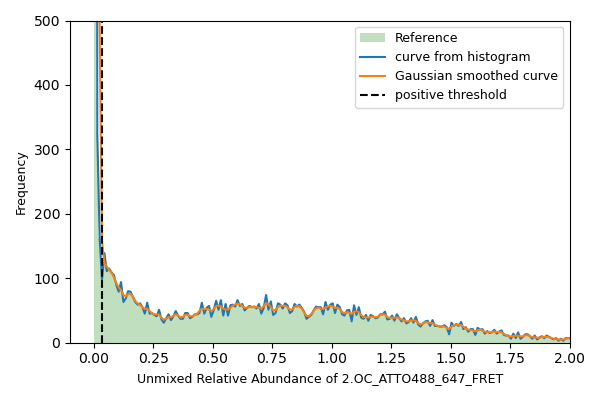 500
400
300
200
100
0
Frequency
Reference
curve from histogram
Gaussian smoothed curve
positive threshold
0.00 0.25 0.50 0.75 1.00 1.25 1.50 1.75 2.00
Unmixed Relative Abundance of 2.OC_ATTO488_647_FRET